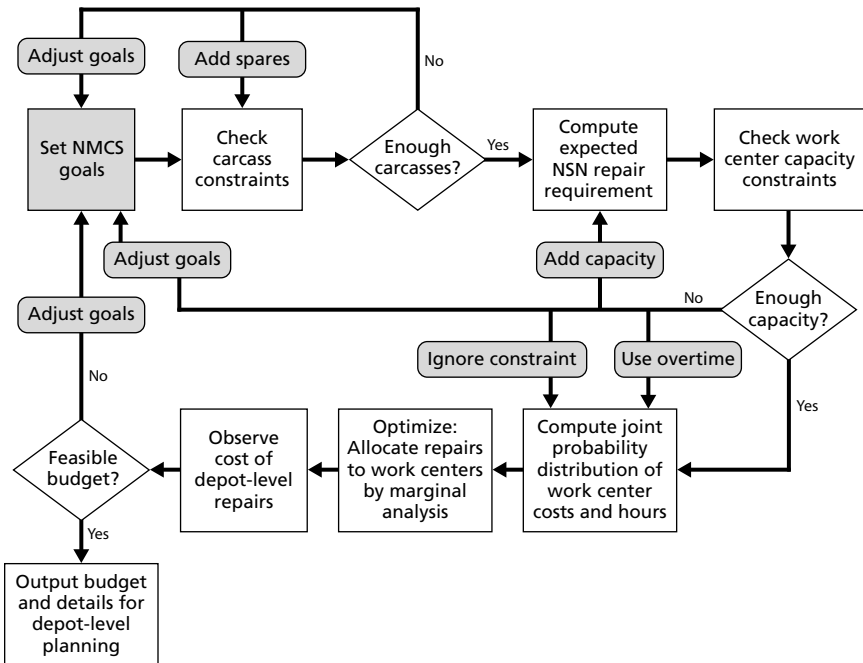 Adjust goals
Add spares
No
Set NMCS
goals
Check
carcass
constraints
Enough
carcasses?
Yes
Compute
expected
NSN repair
requirement
Check work
center capacity
constraints
Adjust goals
Add capacity
No
Enough
capacity?
Adjust goals
Ignore constraint
Use overtime
No
Yes
Feasible
budget?
Observe
cost of
depot-level
repairs
Optimize:
Allocate repairs
to work centers
by marginal
analysis
Compute joint
probability
distribution of
work center
costs and hours
Yes
Output budget
and details for
depot-level
planning